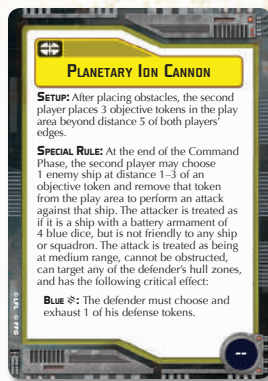 Planetary Ion Cannon
Setup: After placing obstacles, the second
player places 3 objective tokens in the play
area beyond distance 5 of both players'
edges.
Special Rule: At the end of the Command
Phase, the second player may choose
1 enemy ship at distance 1–3 of an
objective token and remove that token
from the play area to perform an attack
against that ship. The attacker is treated as
if it is a ship with a battery armament of
4 blue dice, but is not friendly to any ship
or squadron. The attack is treated as being
at medium range, cannot be obstructed,
can target any of the defender's hull zones,
and has the following critical effect:
Blue : The defender must choose and
exhaust 1 of his defense tokens.
©LFL ©FFG
--